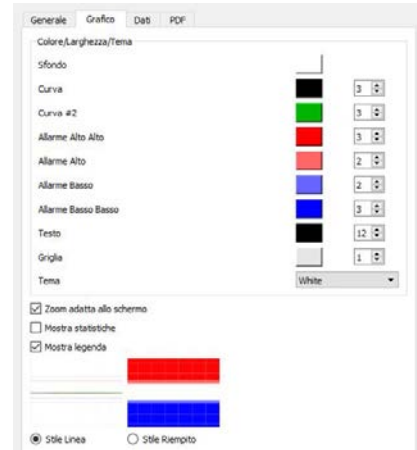 Generale Grafico Dati PDF
Colore/Larghezza/Tema
Sfondo
Curva 3
Curva #2 3
Allarme Alto Alto 3
Allarme Alto 2
Allarme Basso 2
Allarme Basso Basso 3
Testo 12
Griglia 1
Tema White
Zoom adatta allo schermo
Mostra statistiche
Mostra legenda
Stile Linea Stile Riempito